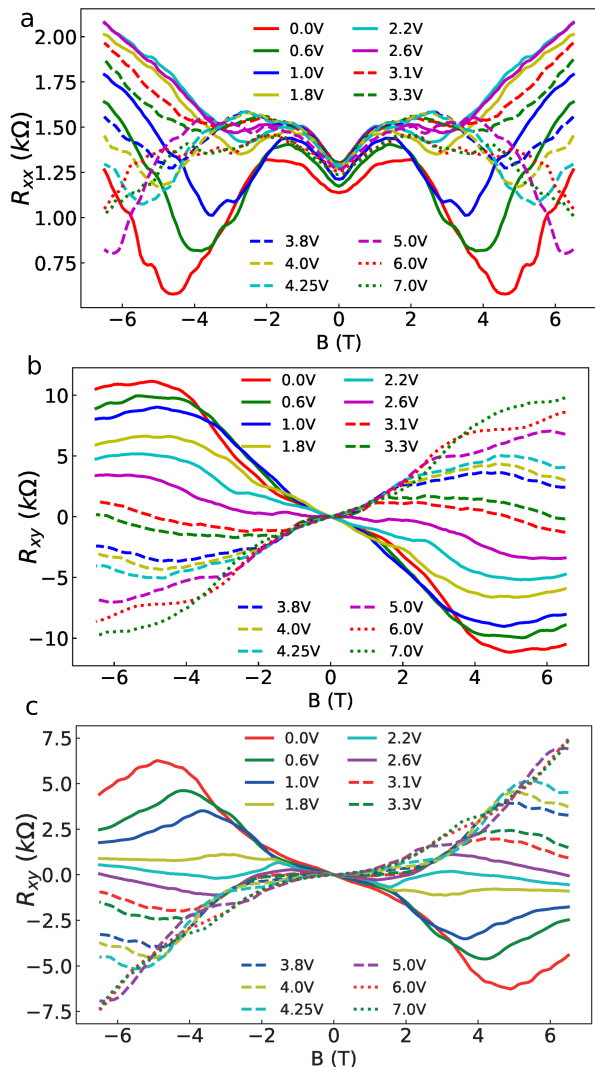 a
0.0V 2.2V
0.6V 2.6V
1.0V 3.1V
1.8V 3.3V
2.00
1.75
1.50
1.25
1.00
0.75
Rxx (kΩ)
3.8V 5.0V
4.0V 6.0V
4.25V 7.0V
−6 −4 −2 0 2 4 6
B (T)
b
0.0V 2.2V
0.6V 2.6V
1.0V 3.1V
1.8V 3.3V
10
5
0
−5
−10
Rxy (kΩ)
3.8V 5.0V
4.0V 6.0V
4.25V 7.0V
−6 −4 −2 0 2 4 6
B (T)
c
0.0V 2.2V
0.6V 2.6V
1.0V 3.1V
1.8V 3.3V
7.5
5.0
2.5
0.0
−2.5
−5.0
−7.5
Rxy (kΩ)
3.8V 5.0V
4.0V 6.0V
4.25V 7.0V
−6 −4 −2 0 2 4 6
B (T)